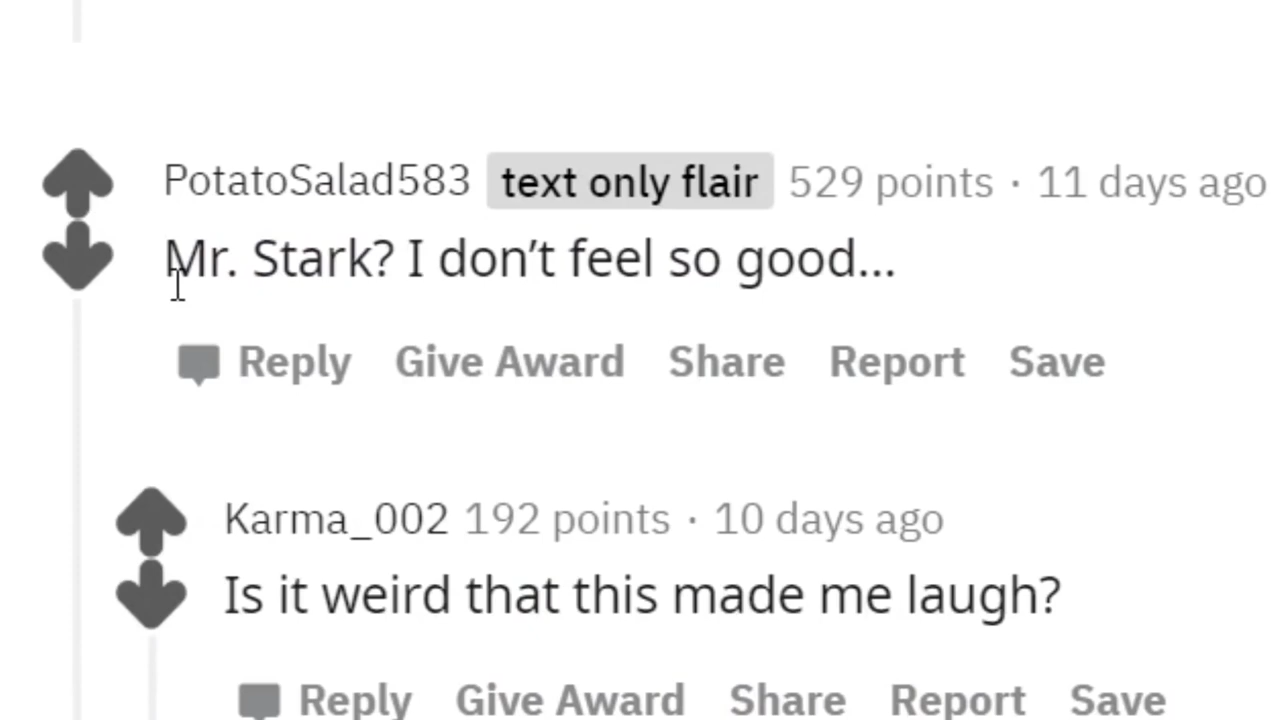 PotatoSalad583 text only flair 529 points · 11 days ago
Mr. Stark? I don’t feel so good...
Reply Give Award Share Report Save
Karma_002 192 points · 10 days ago
Is it weird that this made me laugh?
Reply Give Award Share Report Save